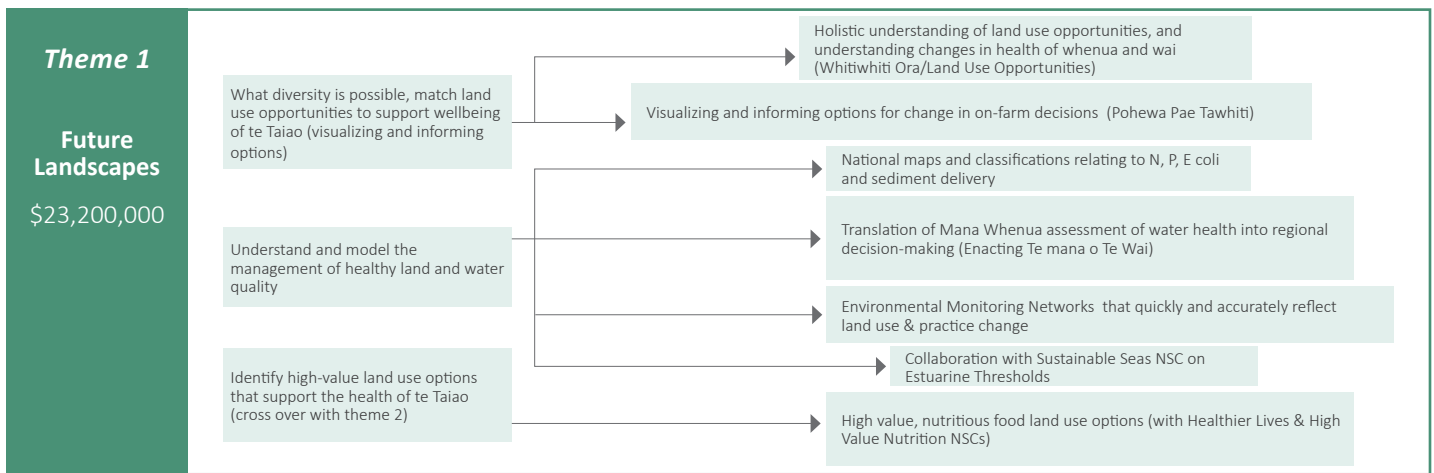 Theme 1
Future
Landscapes
$23,200,000
What diversity is possible, match land
use opportunities to support wellbeing
of te Taiao (visualizing and informing
options)
Holistic understanding of land use opportunities, and
understanding changes in health of whenua and wai
(Whitiwhiti Ora/Land Use Opportunities)
Visualizing and informing options for change in on-farm decisions (Pohewa Pae Tawhiti)
Understand and model the
management of healthy land and water
quality
National maps and classifications relating to N, P, E coli
and sediment delivery
Translation of Mana Whenua assessment of water health into regional
decision-making (Enacting Te mana o Te Wai)
Environmental Monitoring Networks that quickly and accurately reflect
land use & practice change
Collaboration with Sustainable Seas NSC on
Estuarine Thresholds
Identify high-value land use options
that support the health of te Taiao
(cross over with theme 2)
High value, nutritious food land use options (with Healthier Lives & High
Value Nutrition NSCs)